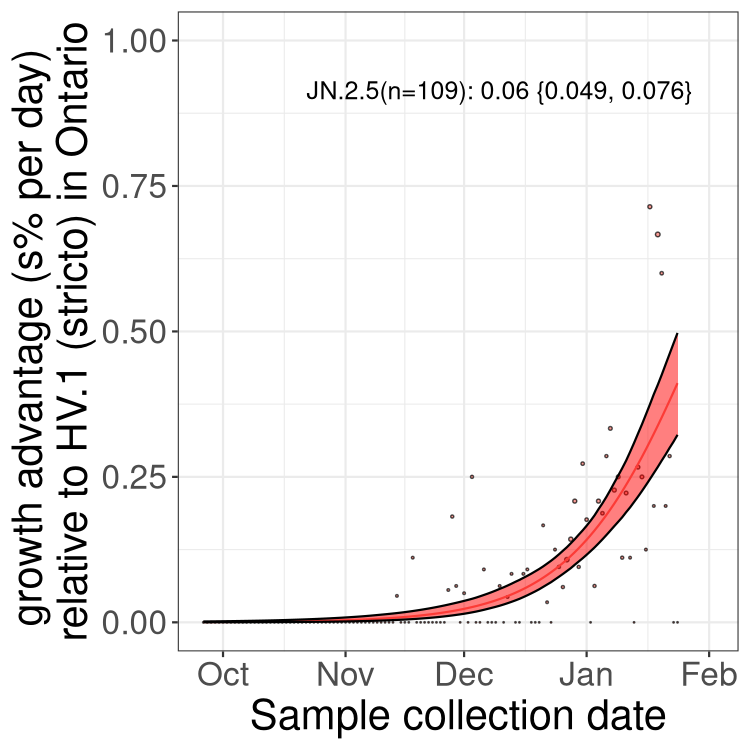 growth advantage (s% per day)
relative to HV.1 (stricto) in Ontario
1.00
0.75
0.50
0.25
0.00
JN.2.5(n=109): 0.06 {0.049, 0.076}
Oct Nov Dec Jan Feb
Sample collection date